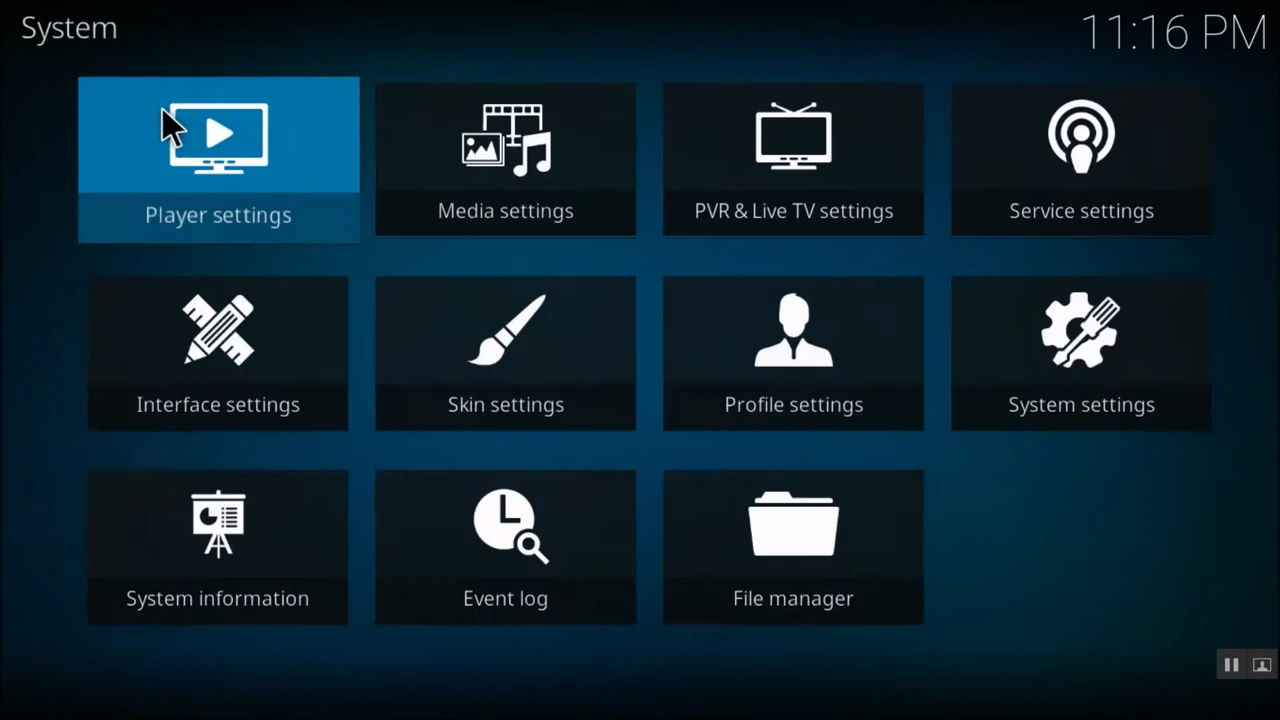 System
11:16 PM
Player settings
Media settings
PVR & Live TV settings
Service settings
Interface settings
Skin settings
Profile settings
System settings
System information
Event log
File manager